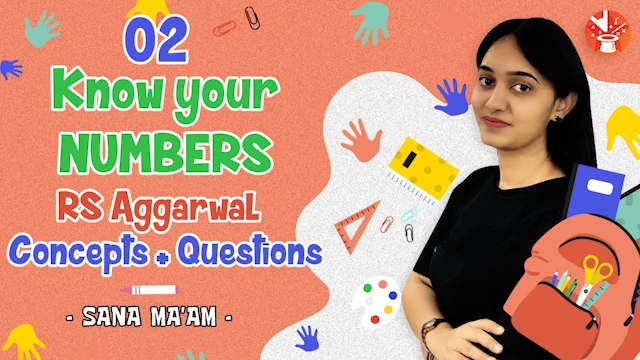 02
Know your
NUMBERS
RS Aggarwal
Concepts + Questions
- SANA MA'AM -